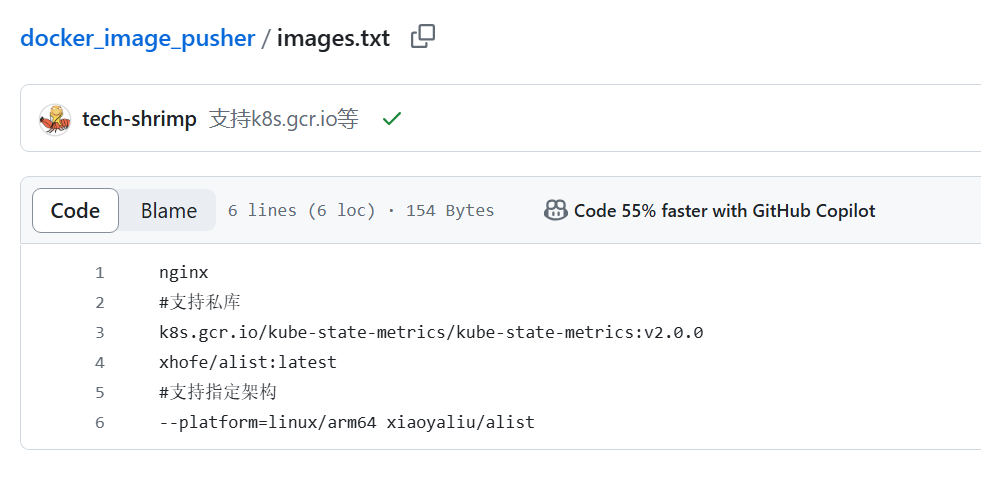 docker_image_pusher / images.txt
tech-shrimp 支持k8s.gcr.io等
Code Blame 6 lines (6 loc) · 154 Bytes Code 55% faster with GitHub Copilot
1 nginx
2 #支持私库
3 k8s.gcr.io/kube-state-metrics/kube-state-metrics:v2.0.0
4 xhofe/alist:latest
5 #支持指定架构
6 --platform=linux/arm64 xiaoyaliu/alist